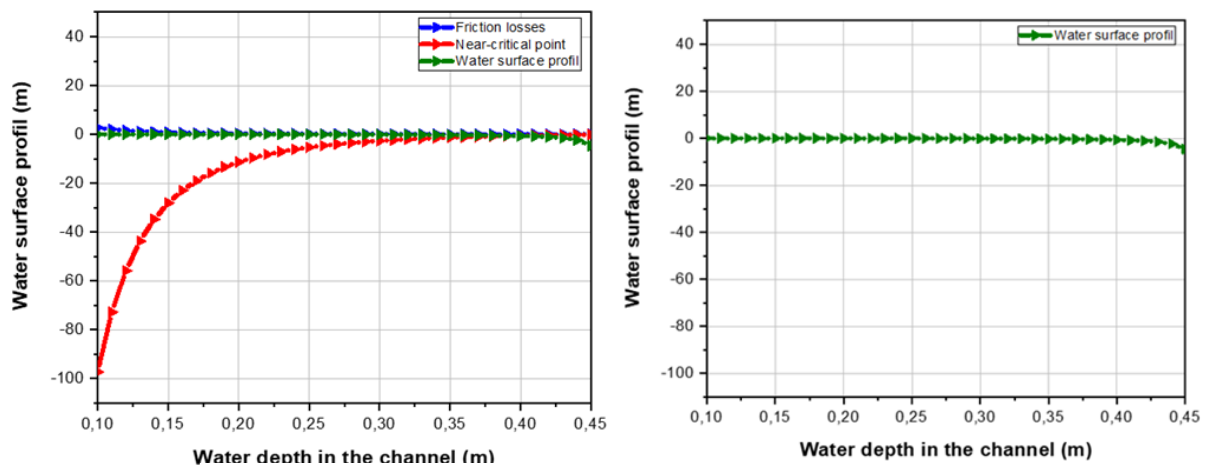 Friction losses
Near-critical point
Water surface profil
40
20
0
-20
-40
-60
-80
-100
Water surface profil (m)
0,10 0,15 0,20 0,25 0,30 0,35 0,40 0,45
Water depth in the channel (m)
Water surface profil
40
20
0
-20
-40
-60
-80
-100
Water surface profil (m)
0,10 0,15 0,20 0,25 0,30 0,35 0,40 0,45
Water depth in the channel (m)